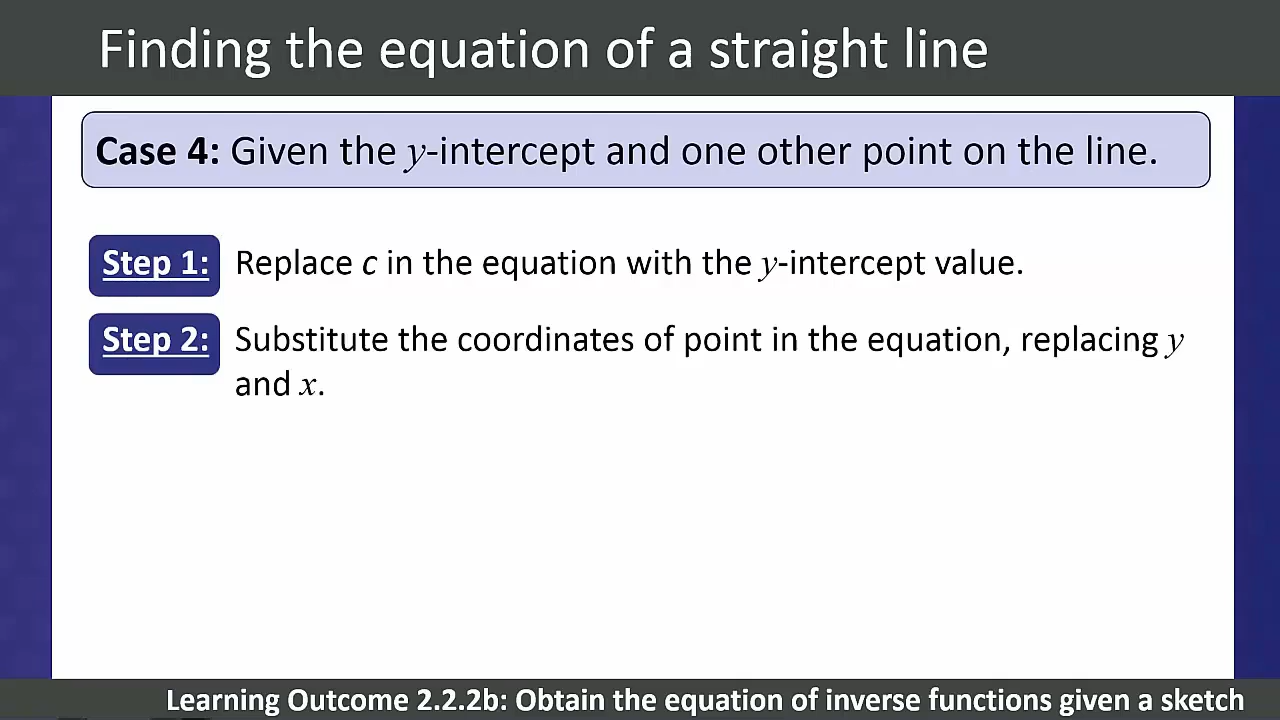 Finding the equation of a straight line
Case 4: Given the y-intercept and one other point on the line.
Step 1: Replace c in the equation with the y-intercept value.
Step 2: Substitute the coordinates of point in the equation, replacing y
and x.
Learning Outcome 2.2.2b: Obtain the equation of inverse functions given a sketch